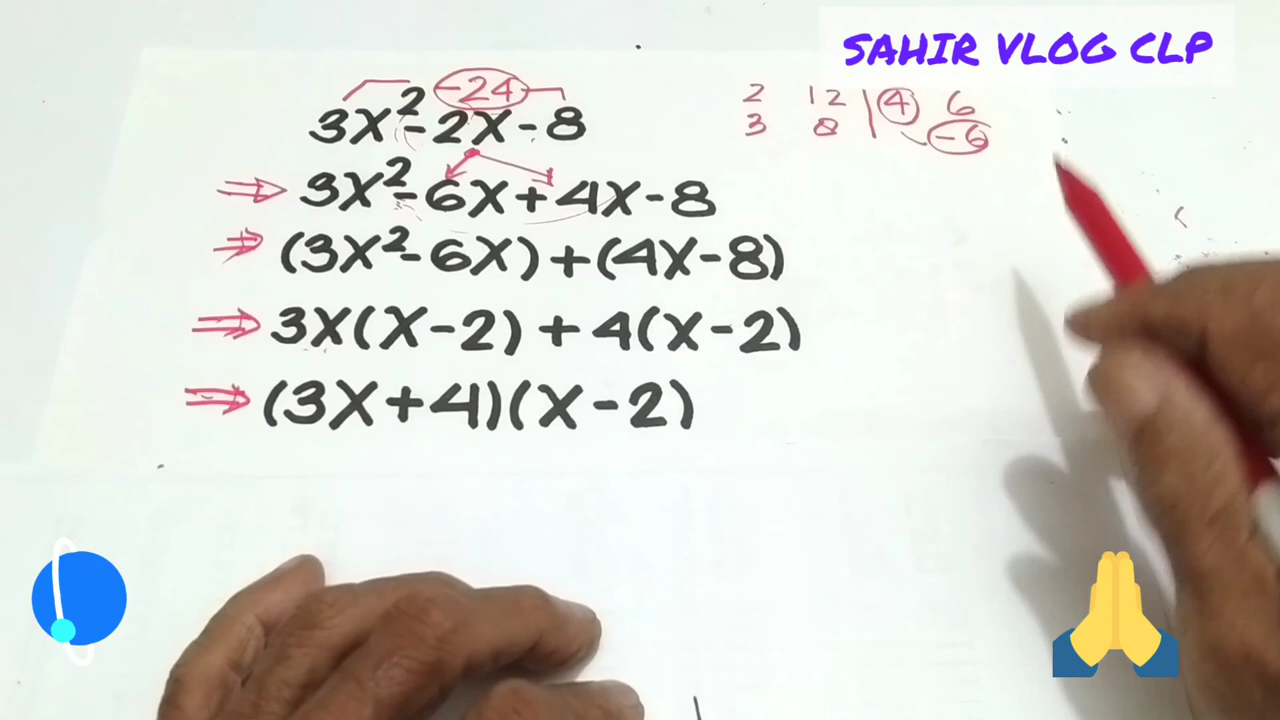 SAHIR VLOG CLP
-24
3X²-2X-8
2 12 | 4 6
3 8 -6
⇒ 3X²-6X+4X-8
⇒ (3X²-6X)+(4X-8)
⇒ 3X(X-2)+4(X-2)
⇒ (3X+4)(X-2)